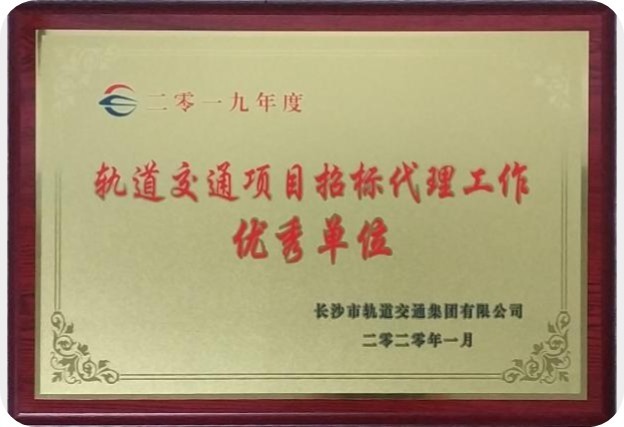 二零一九年度
轨道交通项目招标代理工作
优秀单位
长沙市轨道交通集团有限公司
二零二零年一月